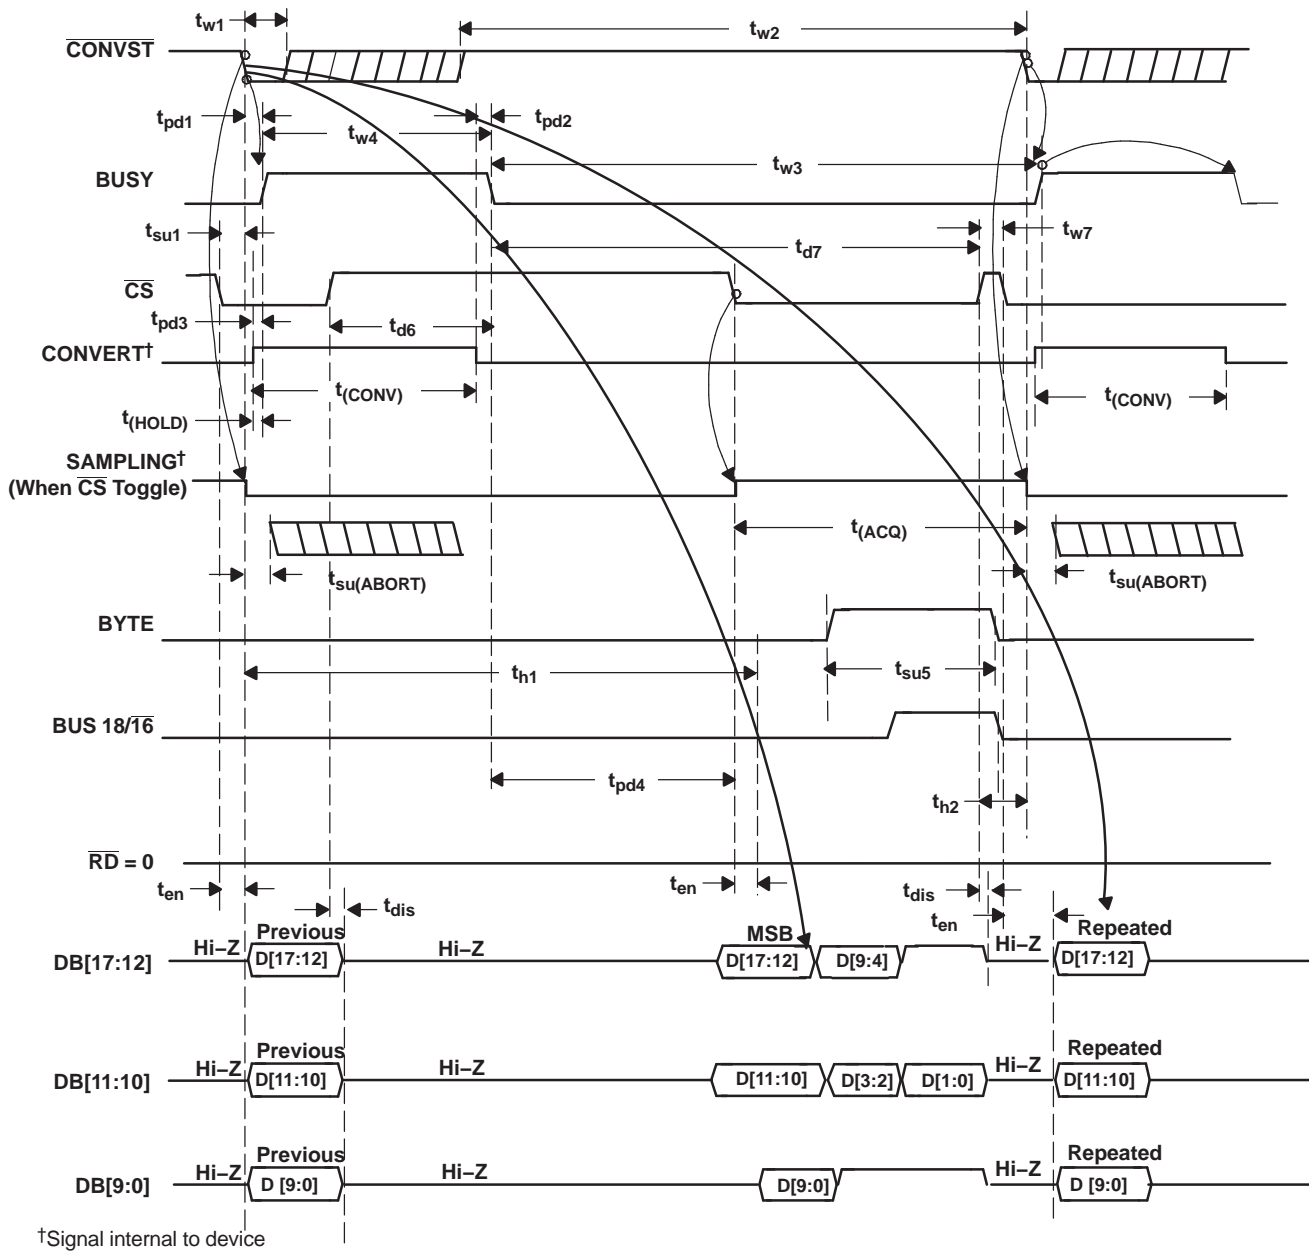 tw1
tw2
CONVST
tpd1
tw4
tpd2
tw3
BUSY
tsu1
tw7
td7
CS
tpd3
td6
CONVERT†
t(CONV)
t(CONV)
t(HOLD)
SAMPLING†
(When CS Toggle)
t(ACQ)
tsu(ABORT)
tsu(ABORT)
BYTE
th1
tsu5
BUS 18/16
tpd4
th2
RD = 0
ten
tdis
ten
tdis
ten
DB[17:12]
Hi–Z
Previous
D[17:12]
Hi–Z
MSB
D[17:12]
D[9:4]
Hi–Z
Repeated
D[17:12]
DB[11:10]
Hi–Z
Previous
D[11:10]
Hi–Z
D[11:10]
D[3:2]
D[1:0]
Hi–Z
Repeated
D[11:10]
DB[9:0]
Hi–Z
Previous
D [9:0]
Hi–Z
D[9:0]
Hi–Z
Repeated
D [9:0]
†Signal internal to device